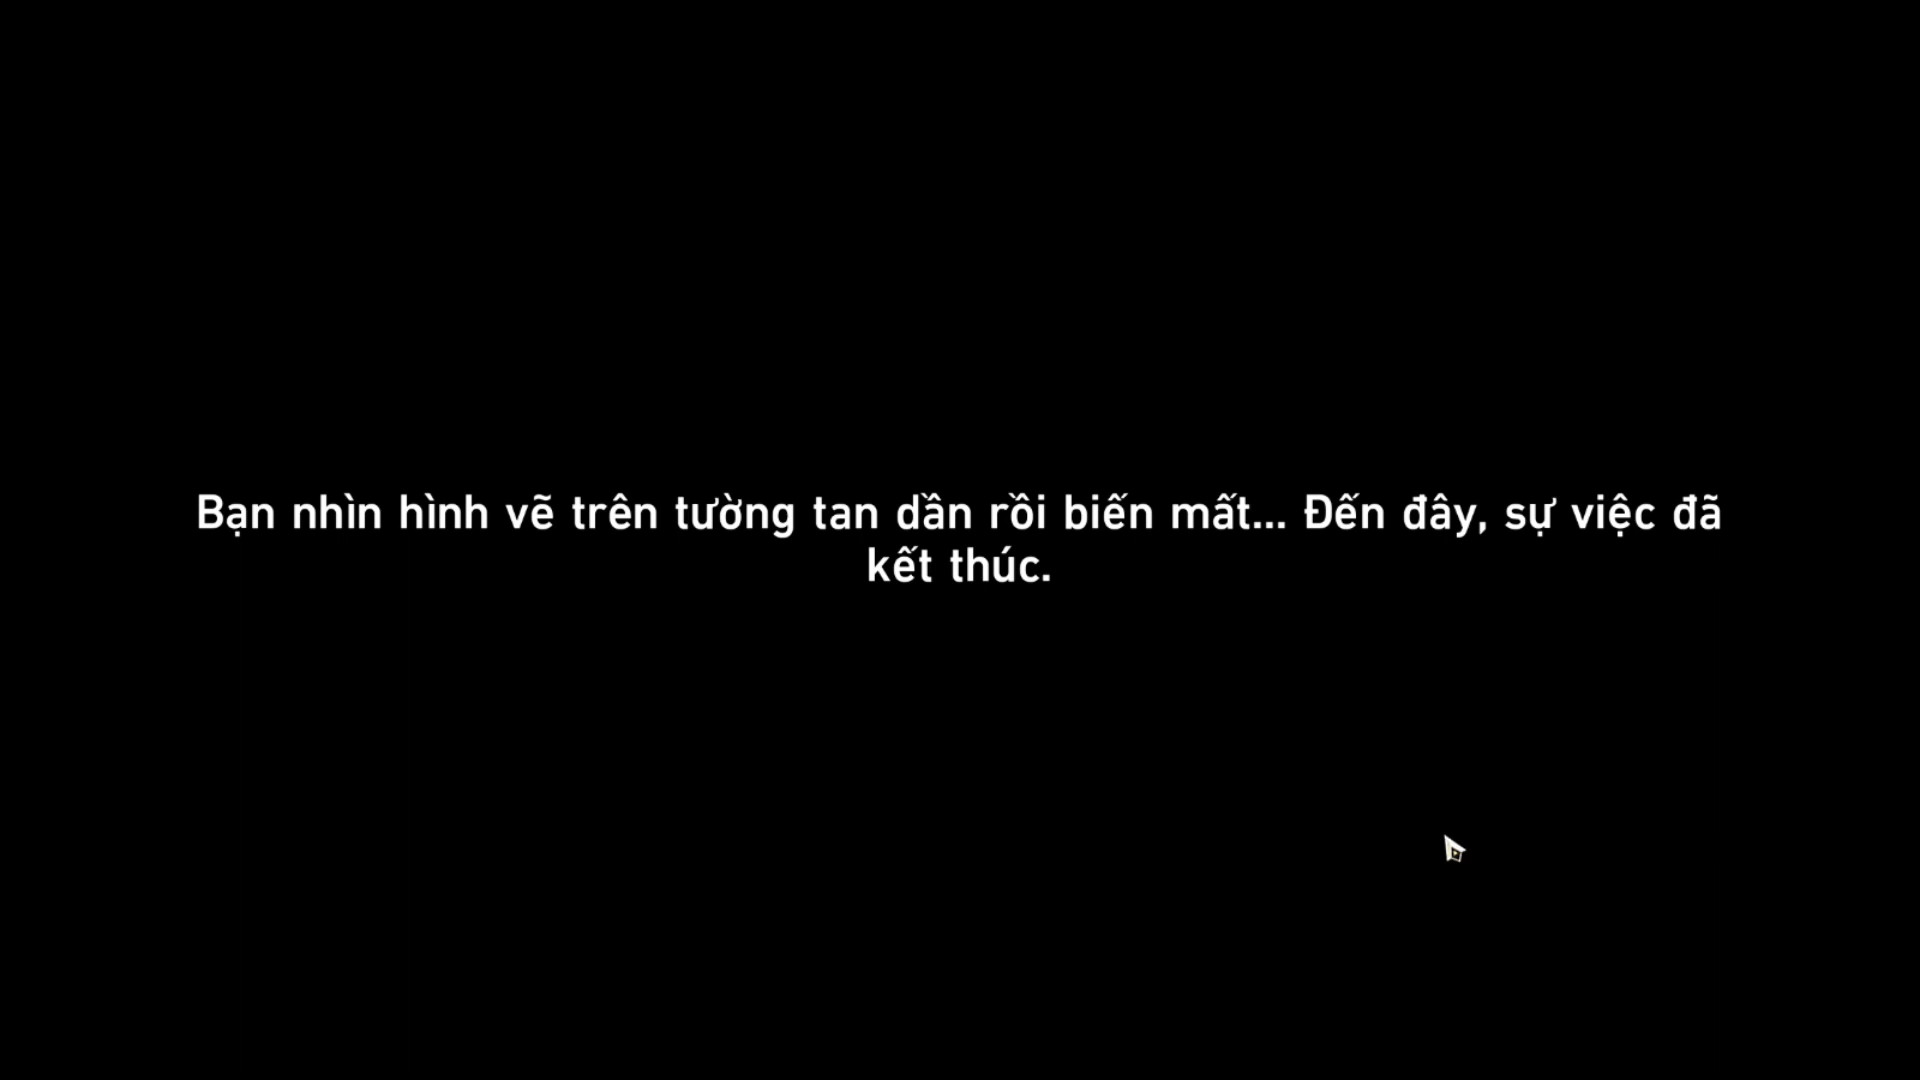 Bạn nhìn hình vẽ trên tường tan dần rồi biến mất... Đến đây, sự việc đã
kết thúc.